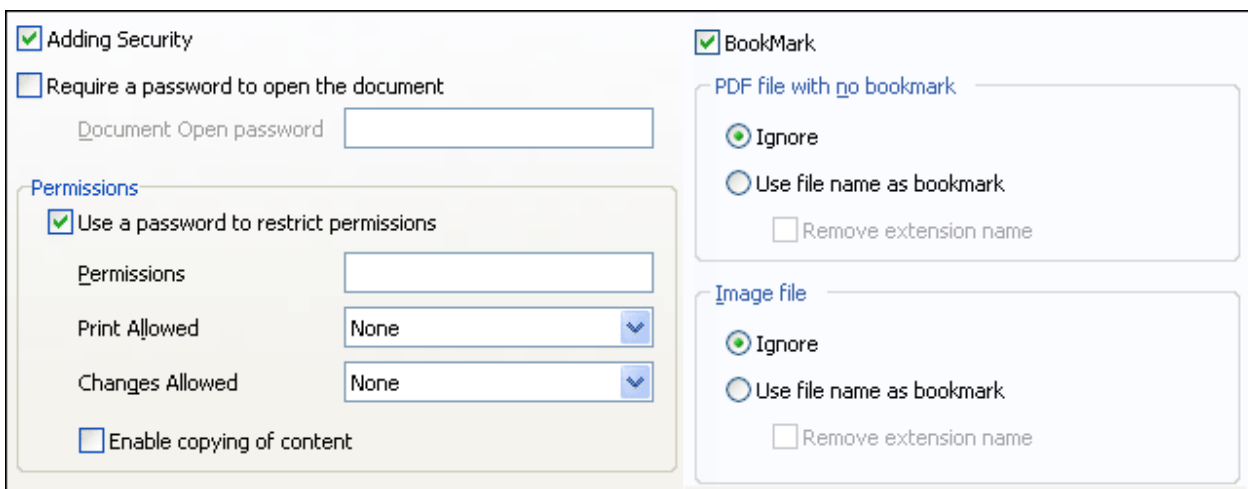 Adding Security
Require a password to open the document
Document Open password
Permissions
Use a password to restrict permissions
Permissions
Print Allowed
None
Changes Allowed
None
Enable copying of content
BookMark
PDF file with no bookmark
Ignore
Use file name as bookmark
Remove extension name
Image file
Ignore
Use file name as bookmark
Remove extension name